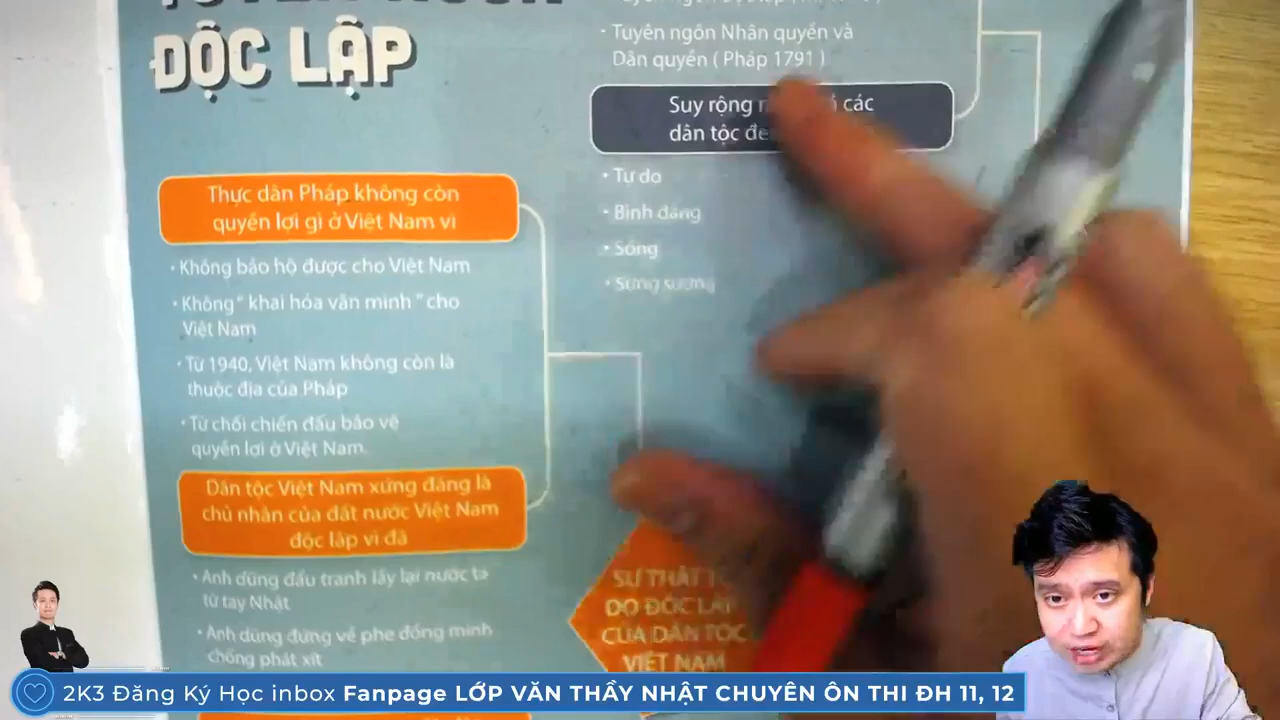 ĐỘC LẬP
Thực dân Pháp không còn
quyền lợi gì ở Việt Nam vì
• Không bảo hộ được cho Việt Nam
• Không “ khai hóa văn minh ” cho
Việt Nam
• Từ 1940, Việt Nam không còn là
thuộc địa của Pháp
• Từ chối chiến đấu bảo vệ
quyền lợi ở Việt Nam.
Dân tộc Việt Nam xứng đáng là
chủ nhân của đất nước Việt Nam
độc lập vì đã
• Anh dũng đấu tranh lấy lại nước ta
từ tay Nhật
• Anh dũng đứng về phe đồng minh
chống phát xít
• Tuyên ngôn Nhân quyền và
Dân quyền ( Pháp 1791 )
Suy rộng các
dân tộc
• Tự do
• Bình đẳng
• Sống
• Sung sướng
SỰ THẬT
DO ĐỘC LẬP
CỦA DÂN TỘC
VIỆT NAM
2K3 Đăng Ký Học inbox Fanpage LỚP VĂN THẦY NHẬT CHUYÊN ÔN THI ĐH 11, 12